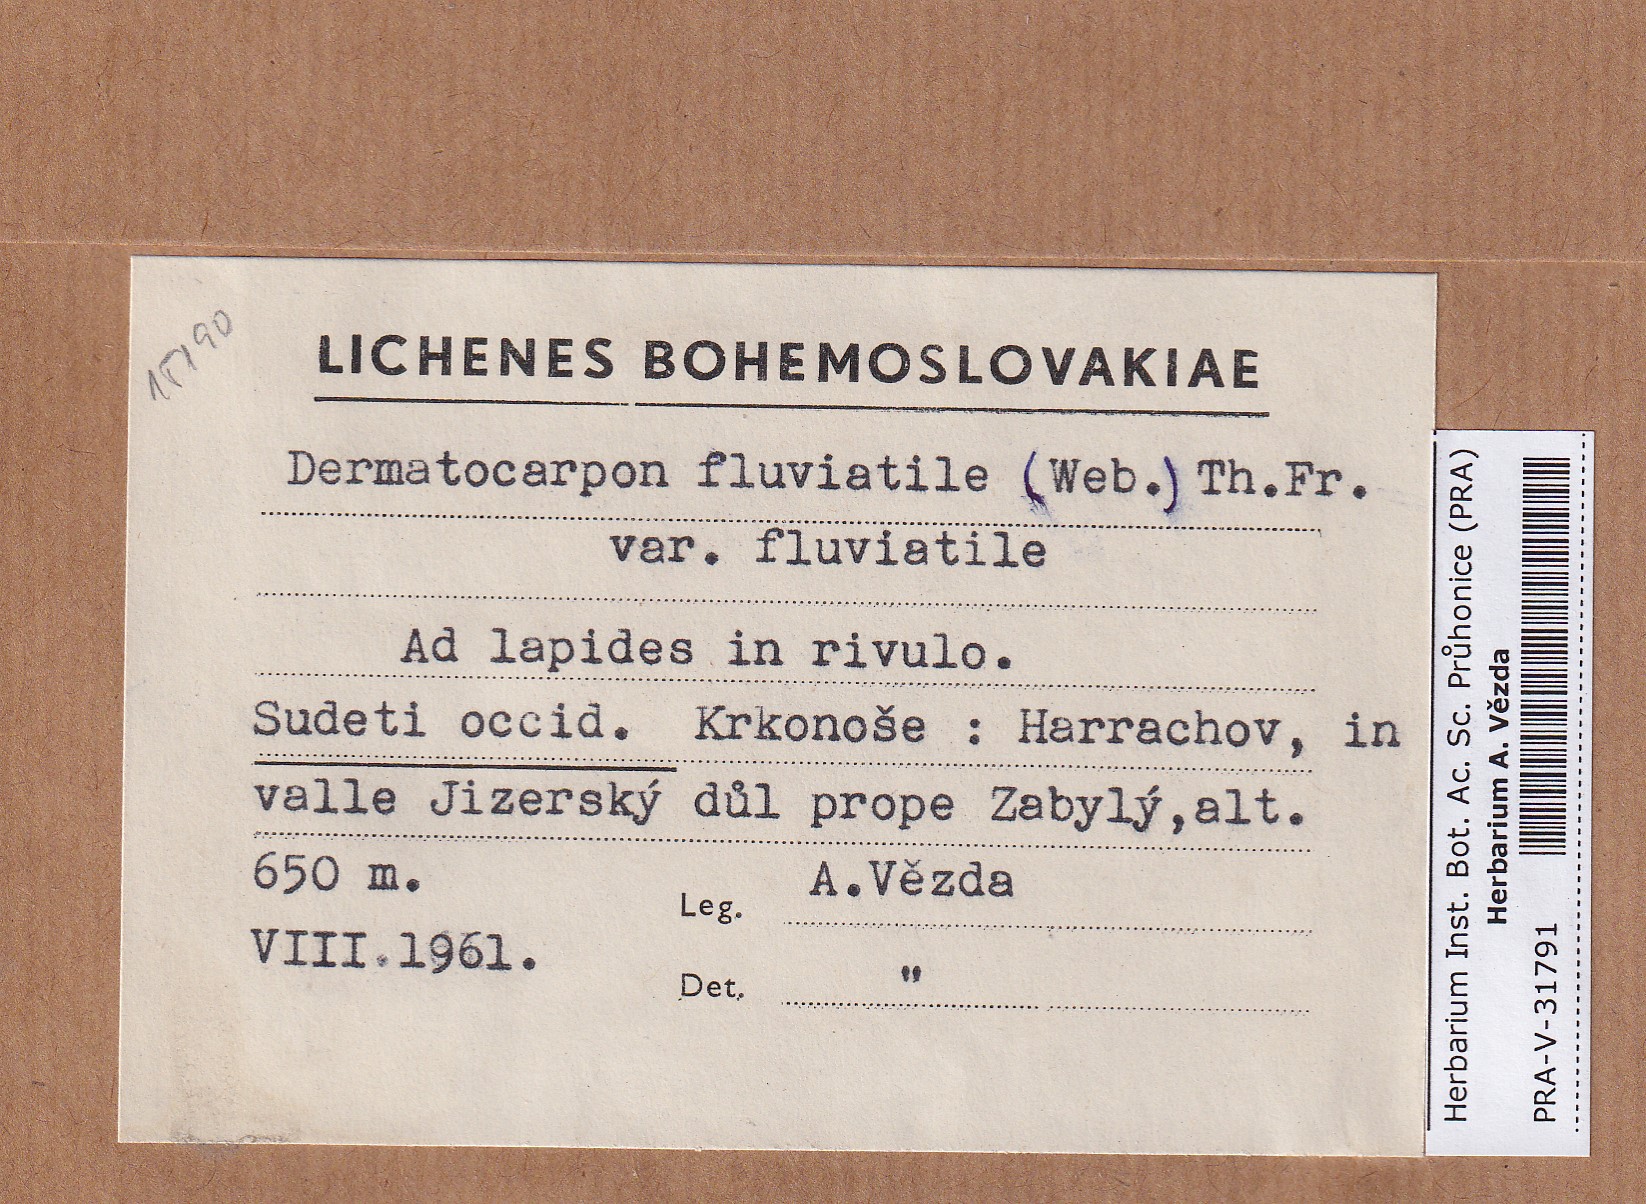 LICHENES BOHEMOSLOVAKIAE
Dermatocarpon fluviatile (Web.) Th.Fr.
var. fluviatile
Ad lapides in rivulo.
Sudeti occid. Krkonoše : Harrachov, in
valle Jizerský důl prope Zabylý,alt.
650 m.
Leg. A.Vězda
VIII.1961.
Det. "
Herbarium Inst. Bot. Ac. Sc. Průhonice (PRA)
Herbarium A. Vězda
PRA-V-31791